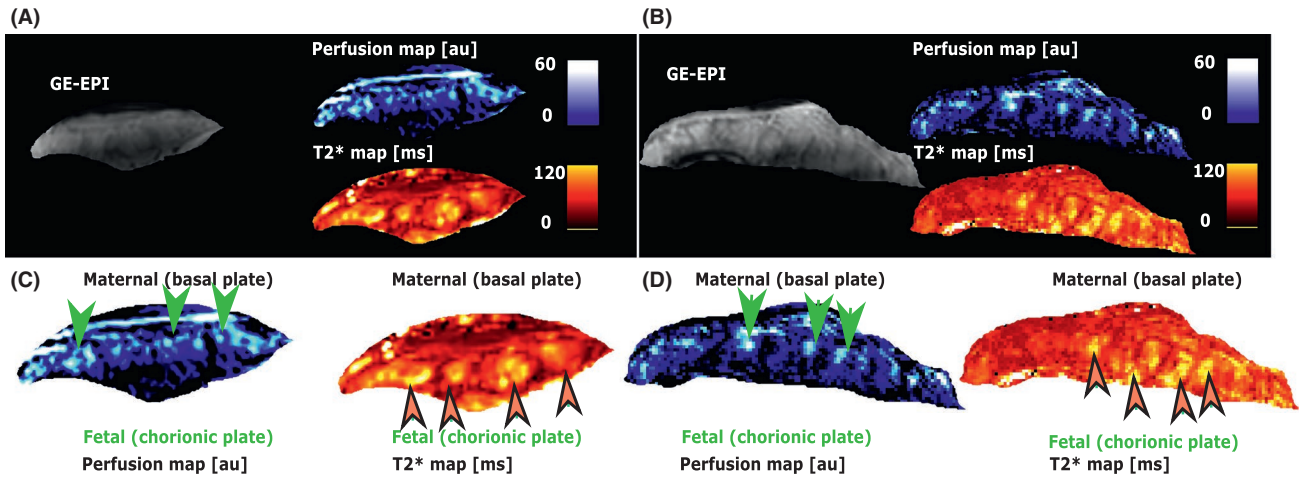 (A)
(B)
Perfusion map [au]
Perfusion map [au]
GE-EPI
60
0
GE-EPI
60
0
T2* map [ms]
T2* map [ms]
120
0
120
0
(C)
Maternal (basal plate)
Maternal (basal plate)
(D)
Maternal (basal plate)
Maternal (basal plate)
Fetal (chorionic plate)
Fetal (chorionic plate)
Fetal (chorionic plate)
Fetal (chorionic plate)
Perfusion map [au]
T2* map [ms]
Perfusion map [au]
T2* map [ms]